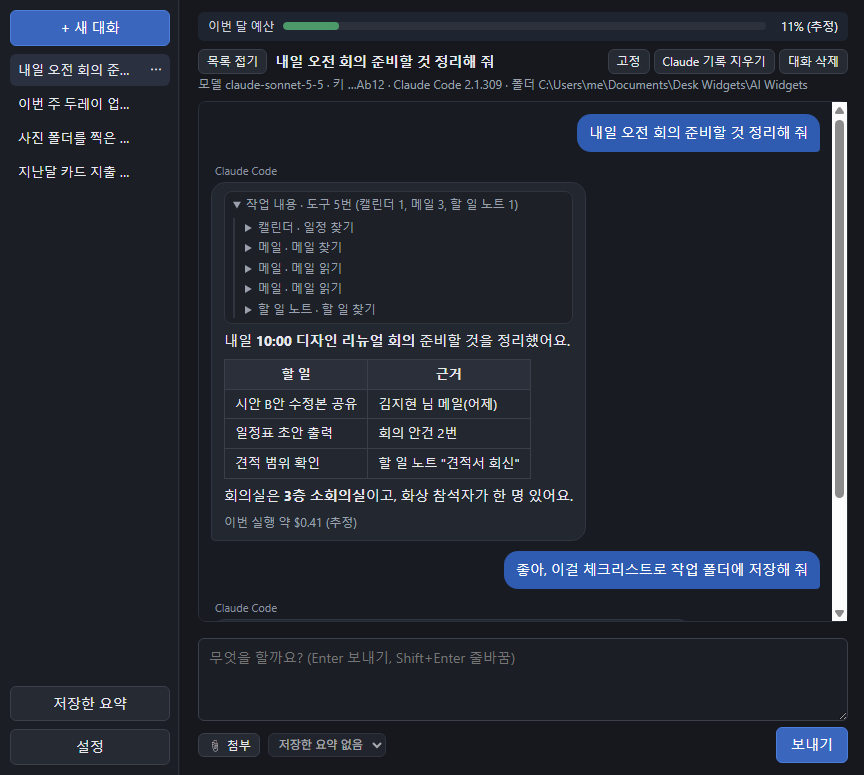 + 새 대화
내일 오전 회의 준... ···
이번 주 두레이 업...
사진 폴더를 찍은 ...
지난달 카드 지출 ...
저장한 요약
설정
이번 달 예산 11% (추정)
목록 접기 내일 오전 회의 준비할 것 정리해 줘 고정 Claude 기록 지우기 대화 삭제
모델 claude-sonnet-5-5 · 키 ...Ab12 · Claude Code 2.1.309 · 폴더 C:\Users\me\Documents\Desk Widgets\AI Widgets
내일 오전 회의 준비할 것 정리해 줘
Claude Code
▼ 작업 내용 · 도구 5번 (캘린더 1, 메일 3, 할 일 노트 1)
▶ 캘린더 · 일정 찾기
▶ 메일 · 메일 찾기
▶ 메일 · 메일 읽기
▶ 메일 · 메일 읽기
▶ 할 일 노트 · 할 일 찾기
내일 10:00 디자인 리뉴얼 회의 준비할 것을 정리했어요.
할 일 근거
시안 B안 수정본 공유 김지현 님 메일(어제)
일정표 초안 출력 회의 안건 2번
견적 범위 확인 할 일 노트 "견적서 회신"
회의실은 3층 소회의실이고, 화상 참석자가 한 명 있어요.
이번 실행 약 $0.41 (추정)
좋아, 이걸 체크리스트로 작업 폴더에 저장해 줘
Claude Code
무엇을 할까요? (Enter 보내기, Shift+Enter 줄바꿈)
첨부 저장한 요약 없음 보내기